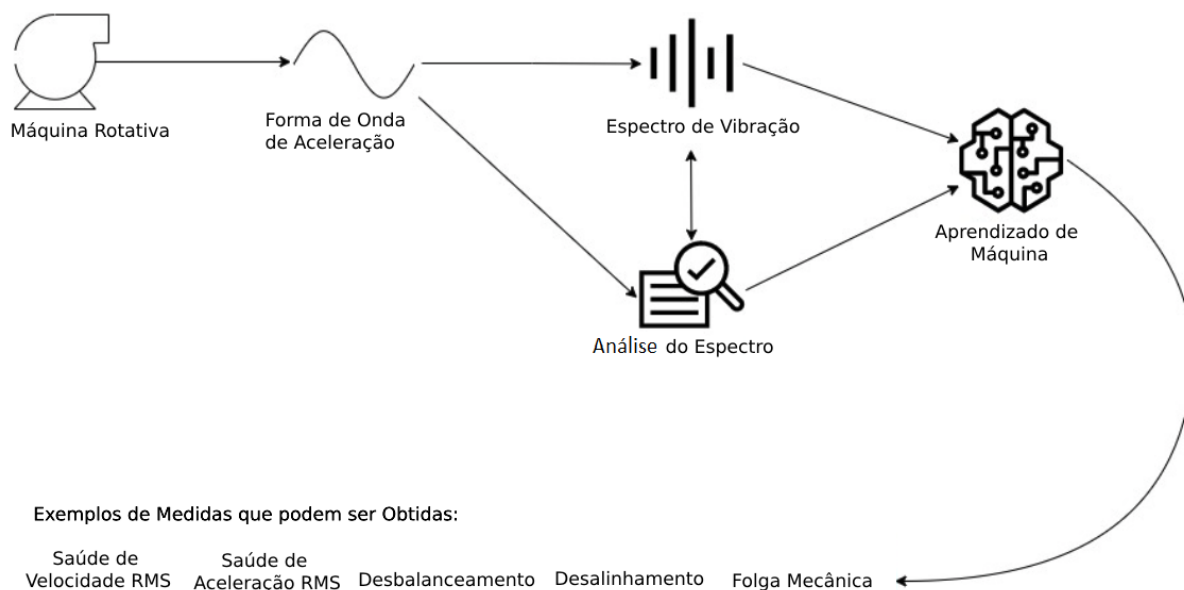 Máquina Rotativa
Forma de Onda
de Aceleração
Espectro de Vibração
Aprendizado de
Máquina
Análise do Espectro
Exemplos de Medidas que podem ser Obtidas:
Saúde de
Velocidade RMS
Saúde de
Aceleração RMS
Desbalanceamento
Desalinhamento
Folga Mecânica